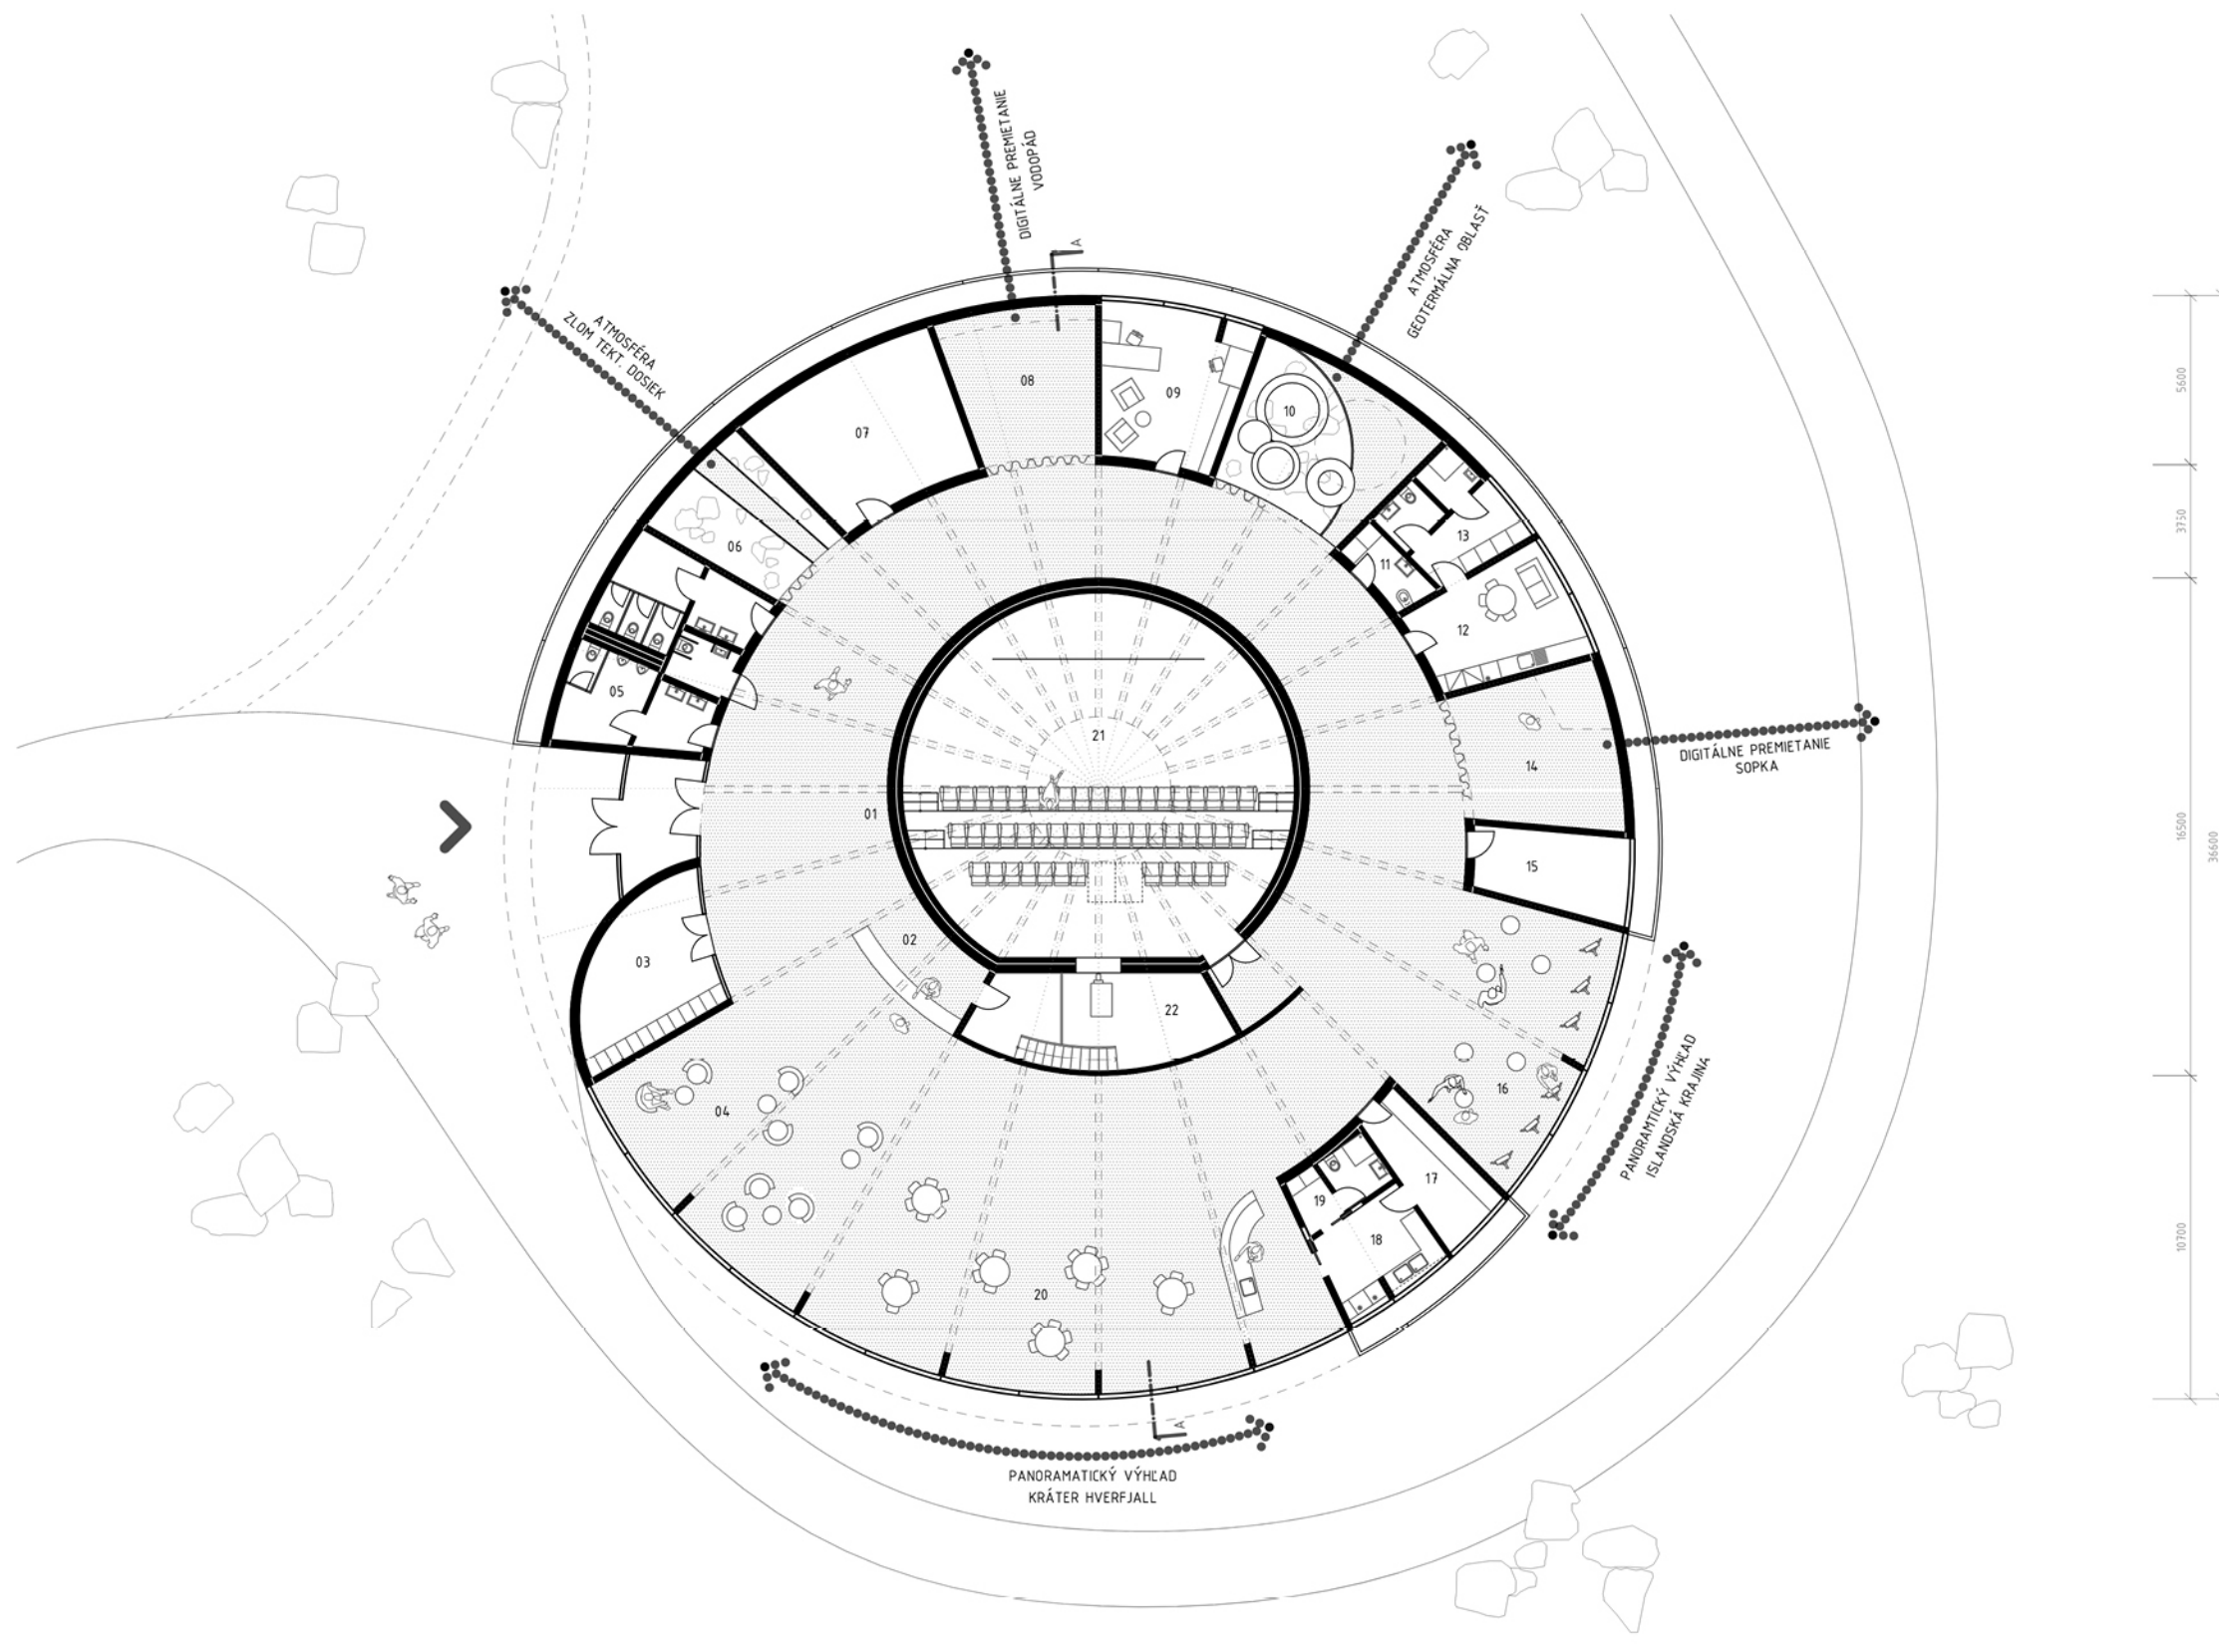 DIGITÁLNE PREMIETANIE
VODOPÁD
A
ATMOSFÉRA
GEOTERMÁLNA OBLASŤ
ATMOSFÉRA
ZLOM TEKT. DOSIEK
08
09
10
07
06
13
11
12
05
21
14
DIGITÁLNE PREMIETANIE
SOPKA
01
15
02
03
22
16
04
17
19
18
20
PANORAMTICKÝ VÝHĽAD
ISLANDSKÁ KRAJINA
A
PANORAMATICKÝ VÝHĽAD
KRÁTER HVERFJALL
5600
3750
16500
36600
10700